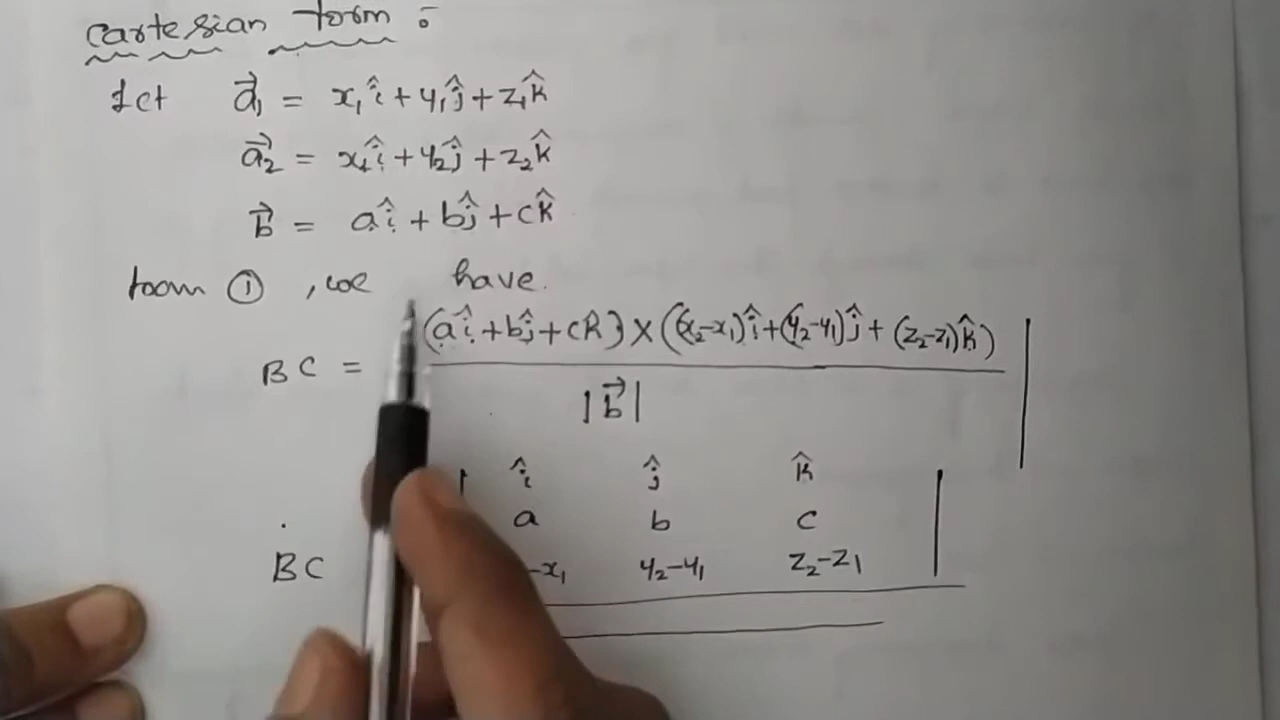 Cartesian form :
Let a⃗₁ = x₁î + y₁ĵ + z₁k̂
a⃗₂ = x₂î + y₂ĵ + z₂k̂
b⃗ = aî + bĵ + ck̂
from ① , we have.
BC = (aî + bĵ + ck̂) × ((x₂-x₁)î + (y₂-y₁)ĵ + (z₂-z₁)k̂) |
|b⃗|
| î ĵ k̂ |
a b c
BC -x₁ y₂-y₁ z₂-z₁